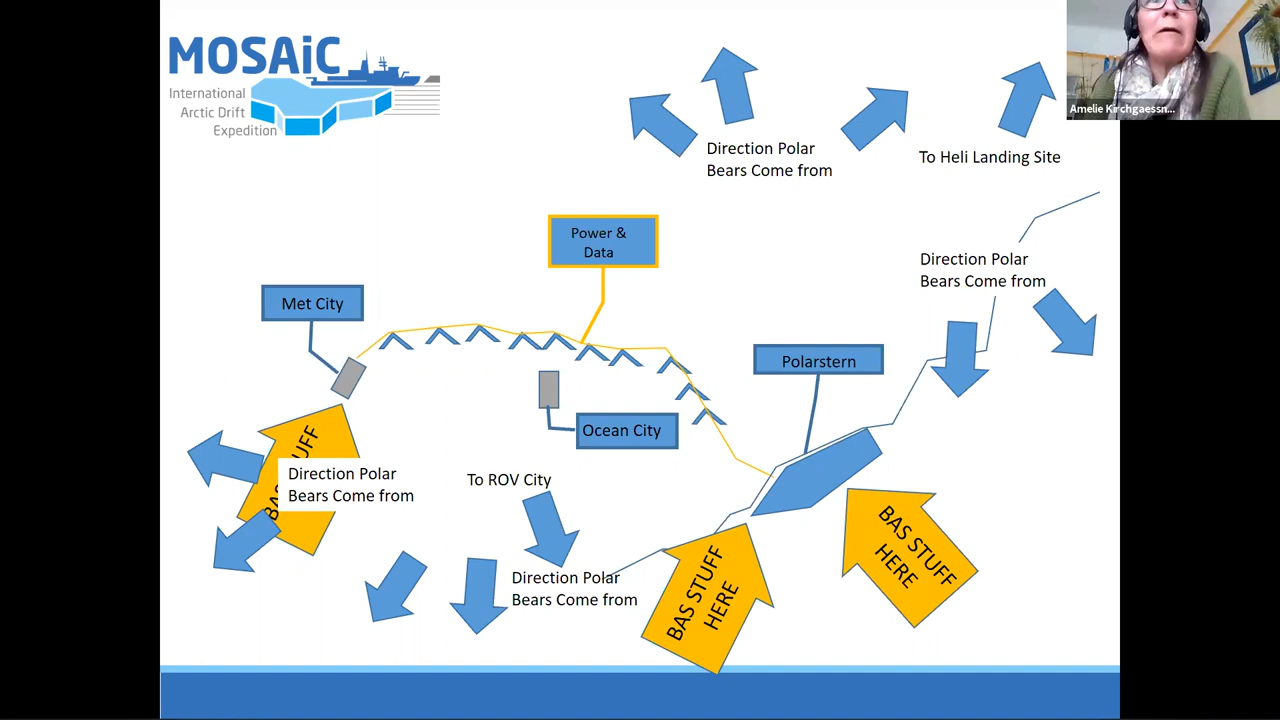 MOSAiC
International
Arctic Drift
Expedition
Amelie Kirchgaessn...
Direction Polar
Bears Come from
To Heli Landing Site
Power &
Data
Direction Polar
Bears Come from
Met City
Polarstern
Ocean City
BAS STUFF
Direction Polar
Bears Come from
To ROV City
BAS STUFF
HERE
Direction Polar
Bears Come from
BAS STUFF
HERE